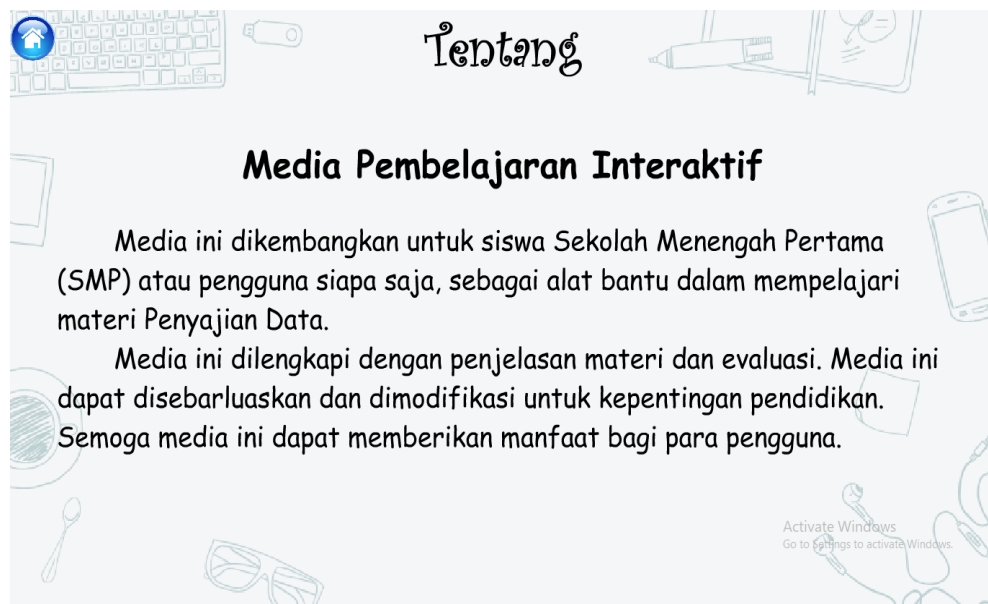 Tentang
Media Pembelajaran Interaktif
Media ini dikembangkan untuk siswa Sekolah Menengah Pertama
(SMP) atau pengguna siapa saja, sebagai alat bantu dalam mempelajari
materi Penyajian Data.
Media ini dilengkapi dengan penjelasan materi dan evaluasi. Media ini
dapat disebarluaskan dan dimodifikasi untuk kepentingan pendidikan.
Semoga media ini dapat memberikan manfaat bagi para pengguna.
Activate Windows
Go to Settings to activate Windows.